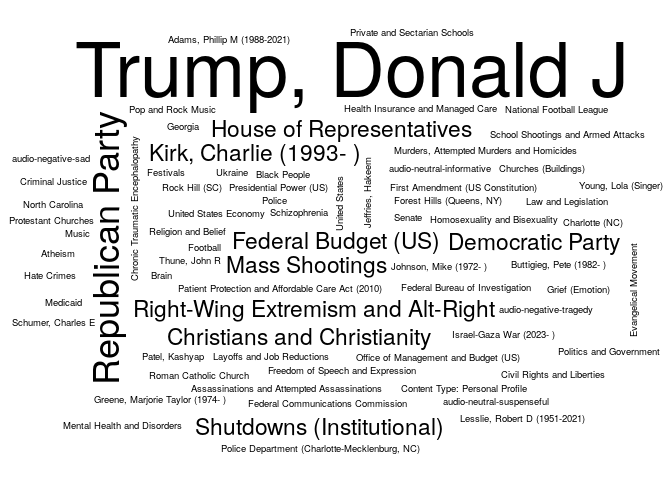 Private and Sectarian Schools
Adams, Phillip M (1988-2021)
Trump, Donald J
Pop and Rock Music
Health Insurance and Managed Care
National Football League
Republican Party
Georgia
House of Representatives
School Shootings and Armed Attacks
Chronic Traumatic Encephalopathy
audio-negative-sad
Kirk, Charlie (1993- )
Murders, Attempted Murders and Homicides
Festivals
Ukraine
Black People
United States
Jeffries, Hakeem
audio-neutral-informative
Churches (Buildings)
Criminal Justice
Rock Hill (SC)
Presidential Power (US)
First Amendment (US Constitution)
Young, Lola (Singer)
North Carolina
Police
Forest Hills (Queens, NY)
Law and Legislation
United States Economy
Schizophrenia
Protestant Churches
Senate
Homosexuality and Bisexuality
Charlotte (NC)
Music
Religion and Belief
Federal Budget (US)
Democratic Party
Football
Atheism
Thune, John R
Mass Shootings
Johnson, Mike (1972- )
Buttigieg, Pete (1982- )
Evangelical Movement
Hate Crimes
Brain
Patient Protection and Affordable Care Act (2010)
Federal Bureau of Investigation
Grief (Emotion)
Medicaid
Right-Wing Extremism and Alt-Right
audio-negative-tragedy
Schumer, Charles E
Christians and Christianity
Israel-Gaza War (2023- )
Patel, Kashyap
Layoffs and Job Reductions
Office of Management and Budget (US)
Politics and Government
Roman Catholic Church
Freedom of Speech and Expression
Civil Rights and Liberties
Assassinations and Attempted Assassinations
Content Type: Personal Profile
Greene, Marjorie Taylor (1974- )
Federal Communications Commission
audio-neutral-suspenseful
Mental Health and Disorders
Shutdowns (Institutional)
Lesslie, Robert D (1951-2021)
Police Department (Charlotte-Mecklenburg, NC)